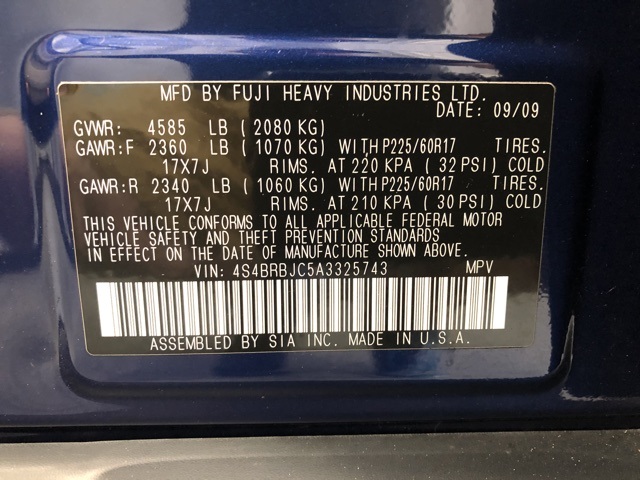 MFD BY FUJI HEAVY INDUSTRIES LTD.
DATE: 09/09
GVWR: 4585 LB ( 2080 KG)
GAWR:F 2360 LB ( 1070 KG) WITH P225/60R17 TIRES.
17X7J RIMS. AT 220 KPA ( 32 PSI) COLD
GAWR:R 2340 LB ( 1060 KG) WITH P225/60R17 TIRES.
17X7J RIMS. AT 210 KPA ( 30 PSI) COLD
THIS VEHICLE CONFORMS TO ALL APPLICABLE FEDERAL MOTOR
VEHICLE SAFETY AND THEFT PREVENTION STANDARDS
IN EFFECT ON THE DATE OF MANUFACTURE SHOWN ABOVE.
VIN: 4S4BRBJC5A3325743 MPV
ASSEMBLED BY SIA INC. MADE IN U.S.A.